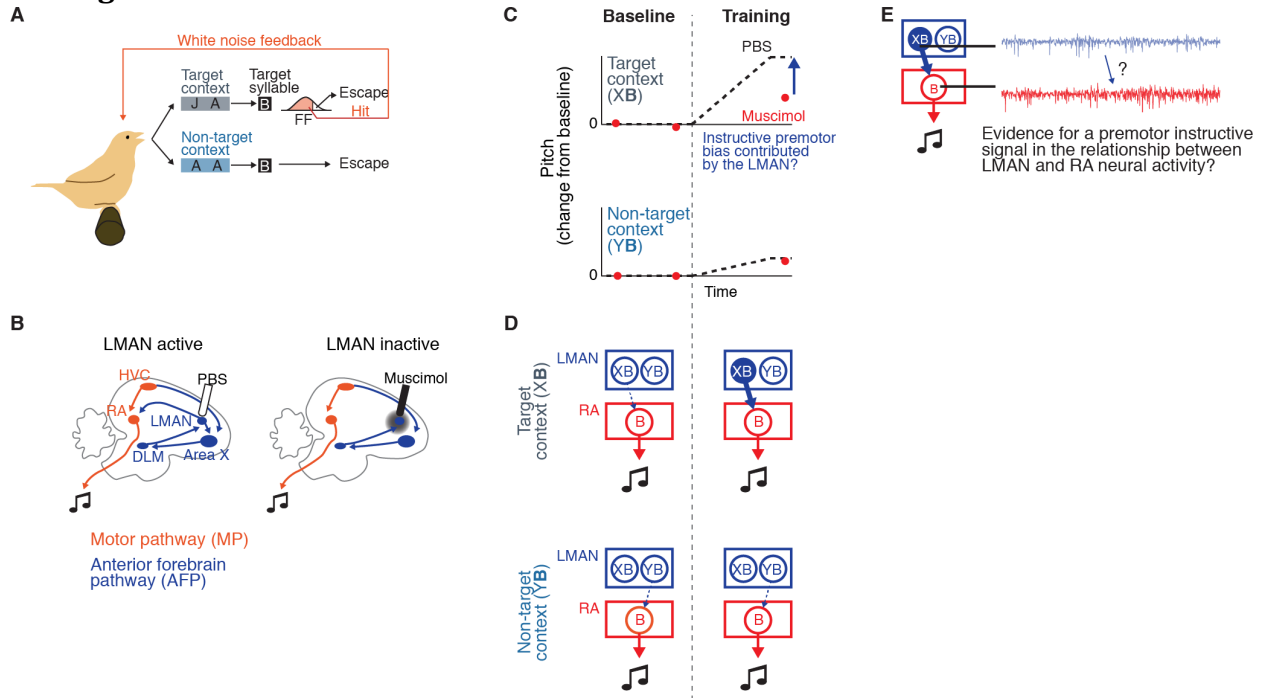 A
White noise feedback
Target
context
J A
Target
syllable
B
FF
Escape
Hit
Non-target
context
A A
B
Escape
B
LMAN active
HVC
PBS
RA
LMAN
DLM
Area X
LMAN inactive
Muscimol
Motor pathway (MP)
Anterior forebrain
pathway (AFP)
C
Baseline
Training
Pitch
(change from baseline)
Target
context
(XB)
0
PBS
Muscimol
Instructive premotor
bias contributed
by the LMAN?
Non-target
context
(YB)
0
Time
D
Target
context (XB)
LMAN
XB YB
RA
B
XB YB
B
Non-target
context (YB)
LMAN
XB YB
RA
B
XB YB
B
E
XB YB
B
?
Evidence for a premotor instructive
signal in the relationship between
LMAN and RA neural activity?